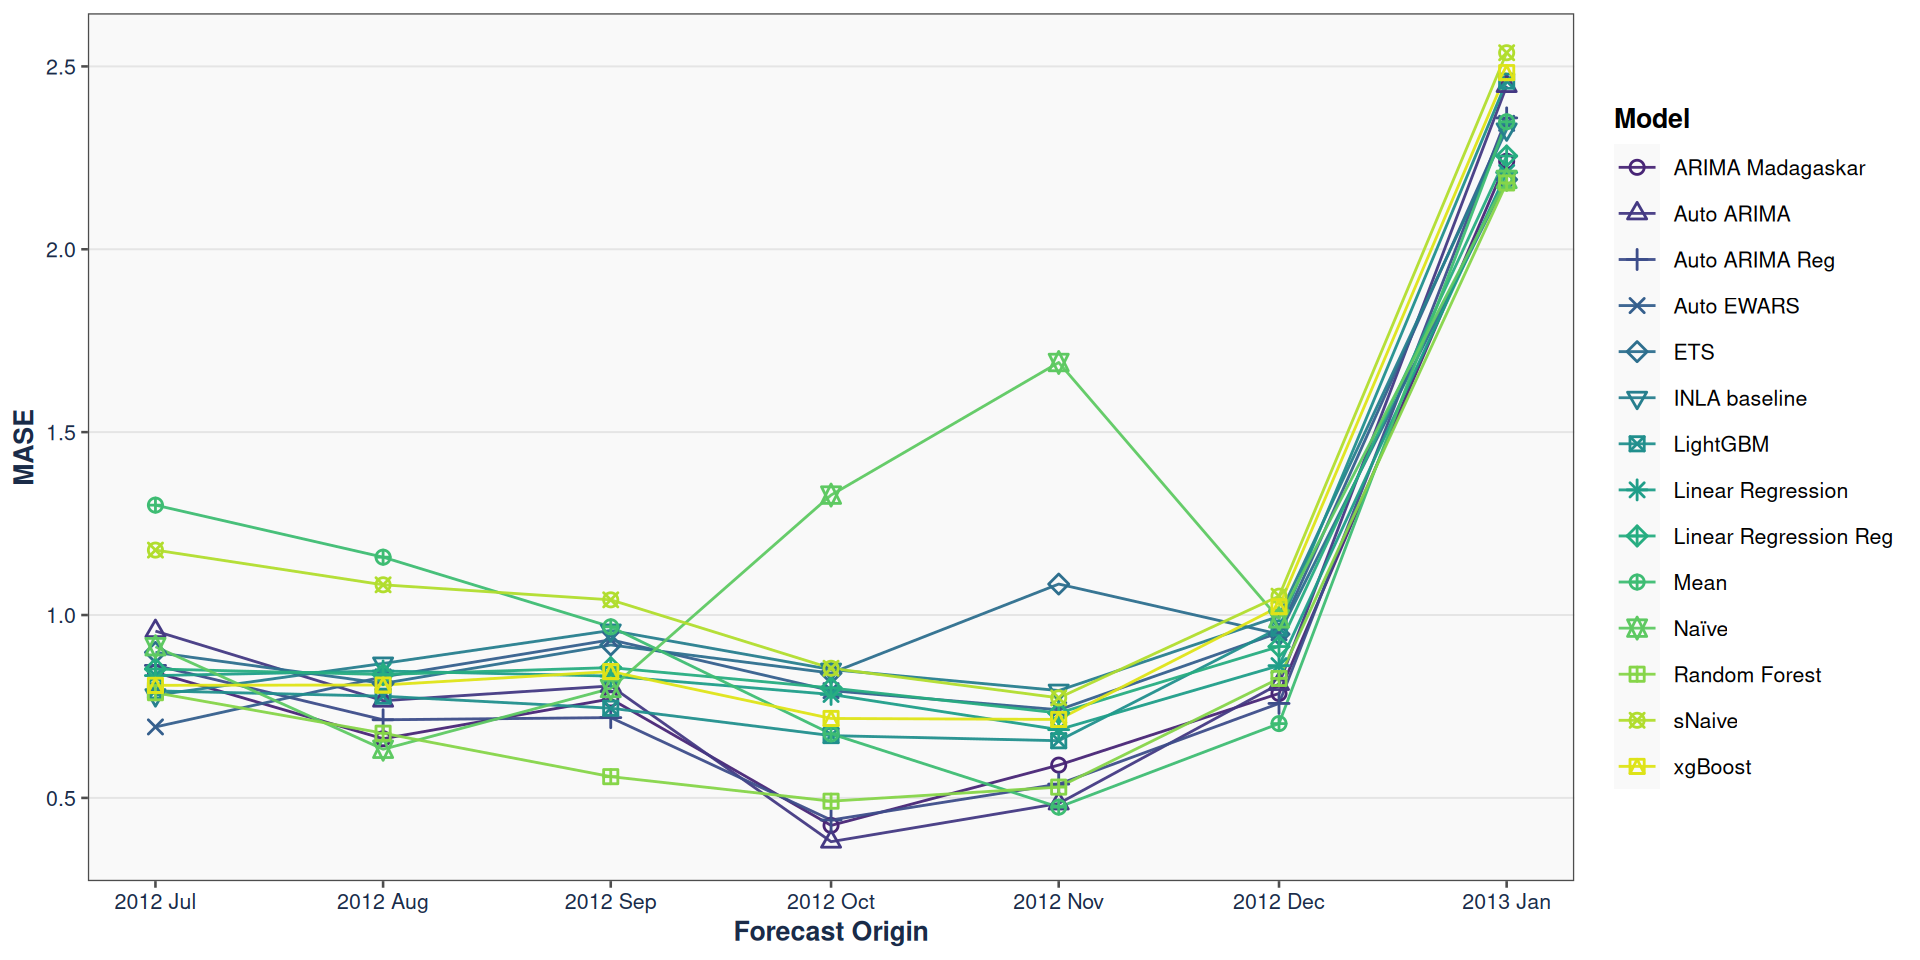 2.5
2.0
1.5
1.0
0.5
MASE
2012 Jul
2012 Aug
2012 Sep
2012 Oct
2012 Nov
2012 Dec
2013 Jan
Forecast Origin
Model
ARIMA Madagaskar
Auto ARIMA
Auto ARIMA Reg
Auto EWARS
ETS
INLA baseline
LightGBM
Linear Regression
Linear Regression Reg
Mean
Naïve
Random Forest
sNaive
xgBoost